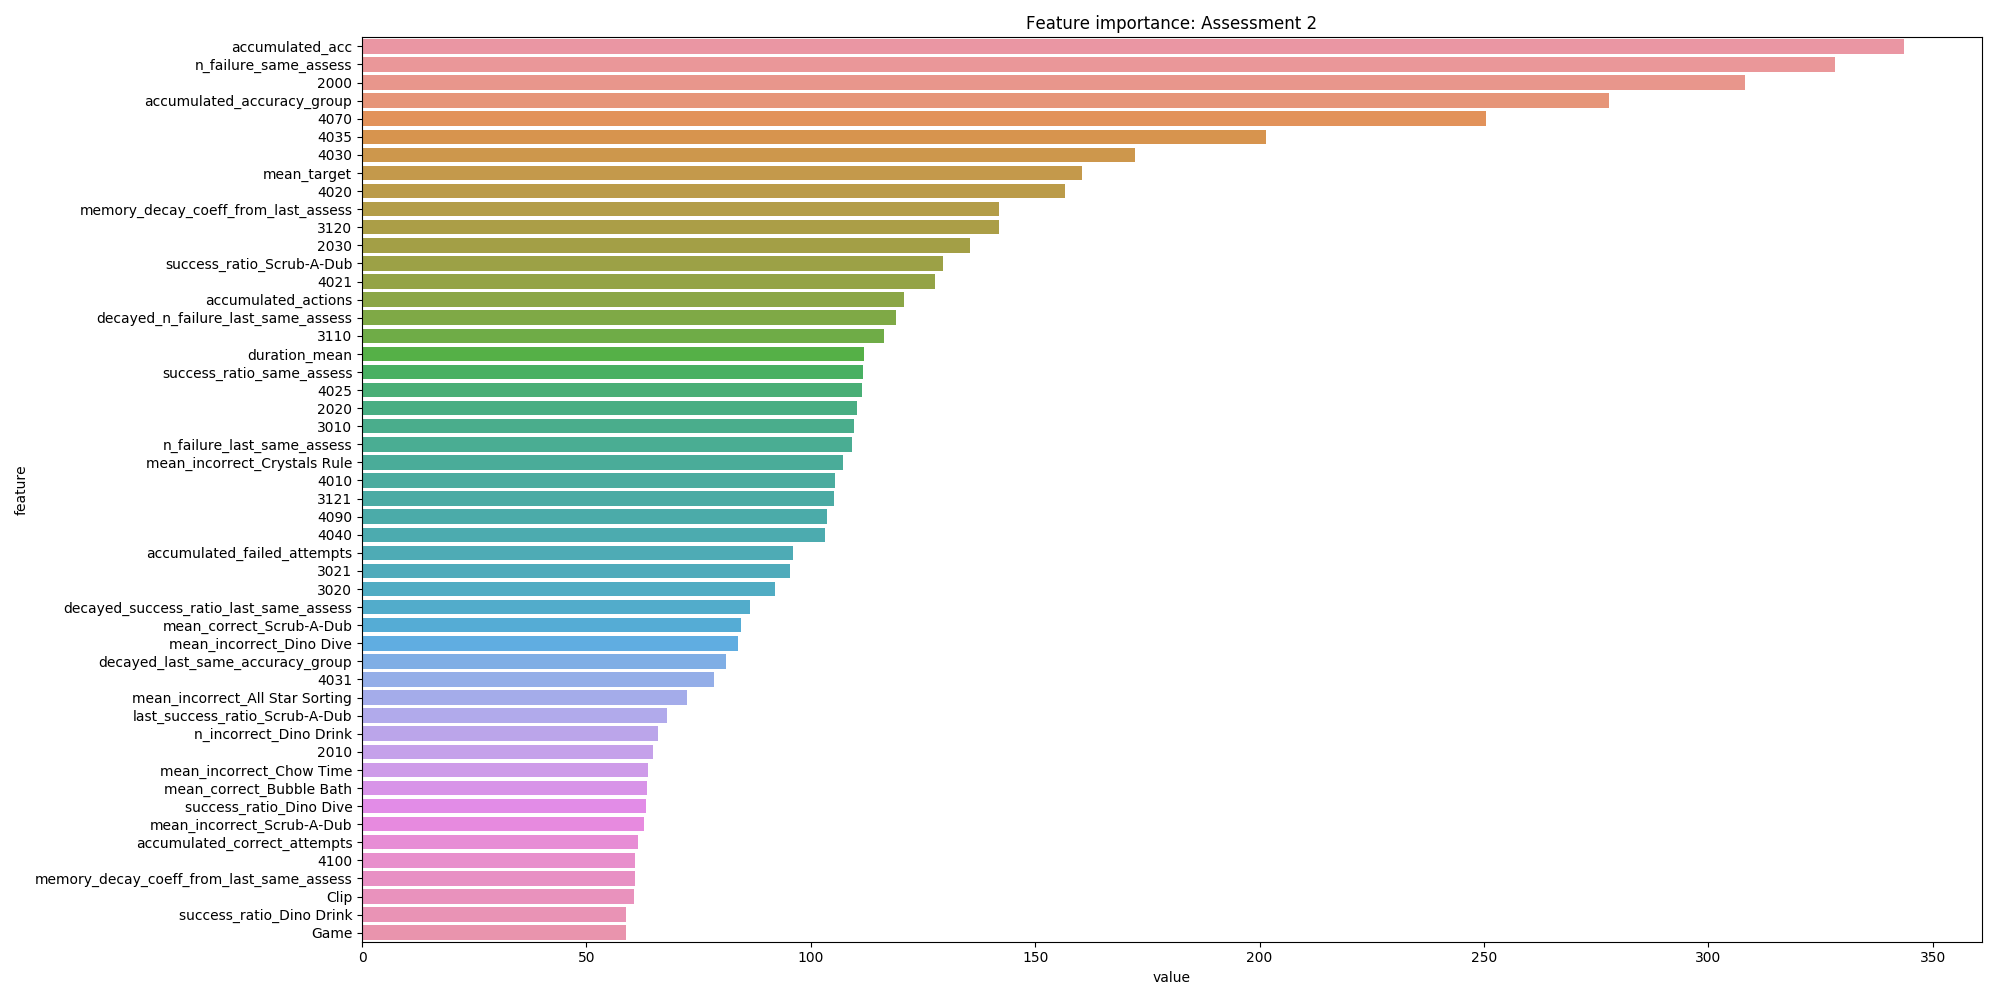 Feature importance: Assessment 2
accumulated_acc
n_failure_same_assess
2000
accumulated_accuracy_group
4070
4035
4030
mean_target
4020
memory_decay_coeff_from_last_assess
3120
2030
success_ratio_Scrub-A-Dub
4021
accumulated_actions
decayed_n_failure_last_same_assess
3110
duration_mean
success_ratio_same_assess
4025
2020
3010
n_failure_last_same_assess
mean_incorrect_Crystals Rule
4010
3121
4090
4040
accumulated_failed_attempts
3021
3020
decayed_success_ratio_last_same_assess
mean_correct_Scrub-A-Dub
mean_incorrect_Dino Dive
decayed_last_same_accuracy_group
4031
mean_incorrect_All Star Sorting
last_success_ratio_Scrub-A-Dub
n_incorrect_Dino Drink
2010
mean_incorrect_Chow Time
mean_correct_Bubble Bath
success_ratio_Dino Dive
mean_incorrect_Scrub-A-Dub
accumulated_correct_attempts
4100
memory_decay_coeff_from_last_same_assess
Clip
success_ratio_Dino Drink
Game
feature
0 50 100 150 200 250 300 350
value